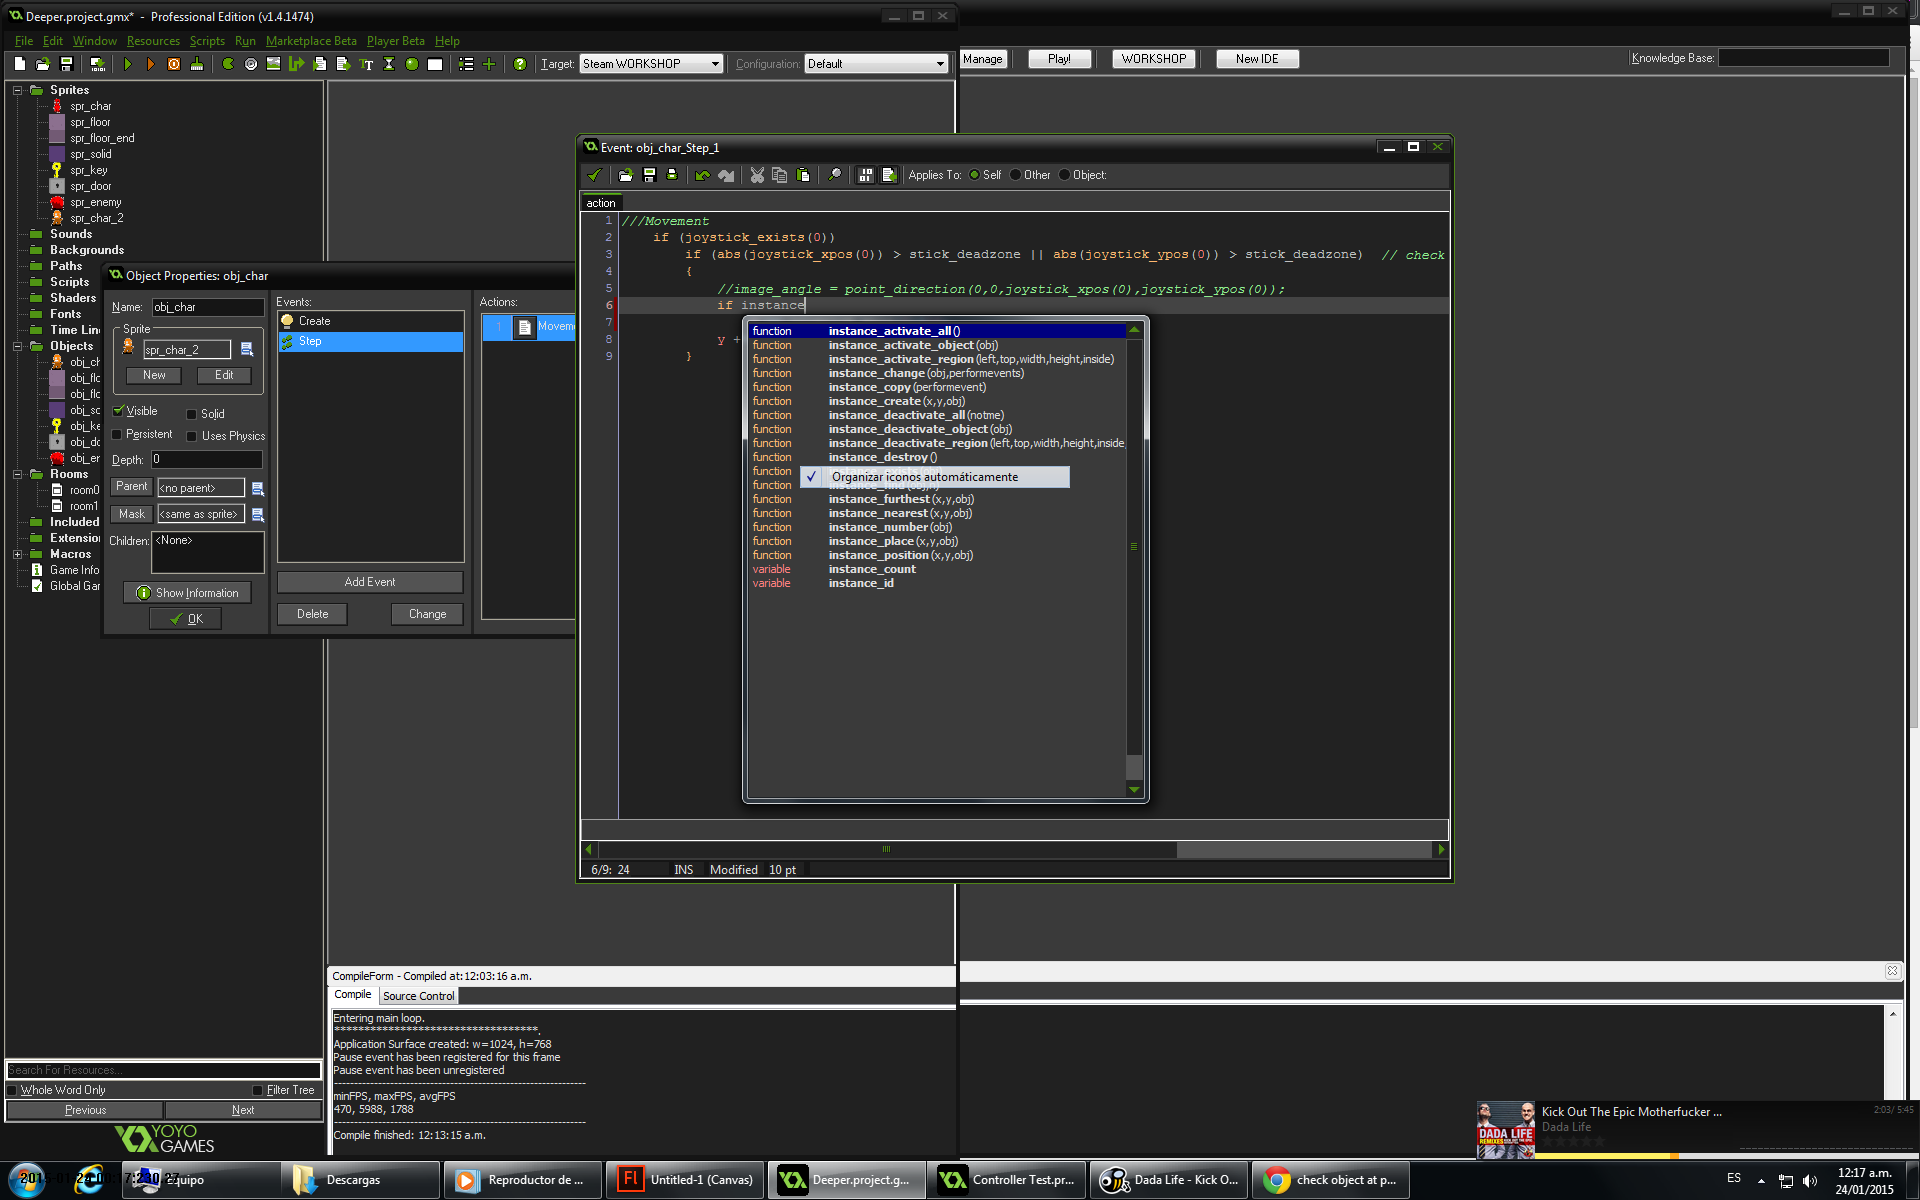 Deeper.project.gmx* - Professional Edition (v1.4.1474)
File Edit Window Resources Scripts Run Marketplace Beta Player Beta Help
Target: Steam WORKSHOP Configuration: Default Manage Play! WORKSHOP New IDE Knowledge Base:
Sprites
spr_char
spr_floor
spr_floor_end
spr_solid
spr_key
spr_door
spr_enemy
spr_char_2
Sounds
Backgrounds
Paths
Scripts
Shaders
Fonts
Time Lin
Objects
obj_ch
obj_flo
obj_flo
obj_so
obj_ke
obj_do
obj_er
Rooms
room0
room1
Included
Extension
Macros
Game Info
Global Gar
Object Properties: obj_char
Name: obj_char
Sprite
spr_char_2
New Edit
Visible Solid
Persistent Uses Physics
Depth: 0
Parent <no parent>
Mask <same as sprite>
Children: <None>
Show Information
OK
Events:
Create
Step
Add Event
Delete Change
Actions:
1 Movem
Event: obj_char_Step_1
Applies To: Self Other Object:
action
1 ///Movement
2 if (joystick_exists(0))
3 if (abs(joystick_xpos(0)) > stick_deadzone || abs(joystick_ypos(0)) > stick_deadzone) // check
4 {
5 //image_angle = point_direction(0,0,joystick_xpos(0),joystick_ypos(0));
6 if instance
7
8 y +
9 }
function instance_activate_all()
function instance_activate_object(obj)
function instance_activate_region(left,top,width,height,inside)
function instance_change(obj,performevents)
function instance_copy(performevent)
function instance_create(x,y,obj)
function instance_deactivate_all(notme)
function instance_deactivate_object(obj)
function instance_deactivate_region(left,top,width,height,inside,
function instance_destroy()
function
✓ Organizar iconos automáticamente
function
function instance_furthest(x,y,obj)
function instance_nearest(x,y,obj)
function instance_number(obj)
function instance_place(x,y,obj)
function instance_position(x,y,obj)
variable instance_count
variable instance_id
6/9: 24 INS Modified 10 pt
CompileForm - Compiled at:12:03:16 a.m.
Compile Source Control
Entering main loop.
**********************************.
Application Surface created: w=1024, h=768
Pause event has been registered for this frame
Pause event has been unregistered
minFPS, maxFPS, avgFPS
470, 5988, 1788
Compile finished: 12:13:15 a.m.
Search For Resources...
Whole Word Only Filter Tree
Previous Next
YOYO GAMES
DADA LIFE
Kick Out The Epic Motherfucker ...
Dada Life
2:03/ 5:45
Equipo
Descargas
Reproductor de ...
Fl Untitled-1 (Canvas)
Deeper.project.g...
Controller Test.pr...
Dada Life - Kick O...
check object at p...
ES
12:17 a.m.
24/01/2015